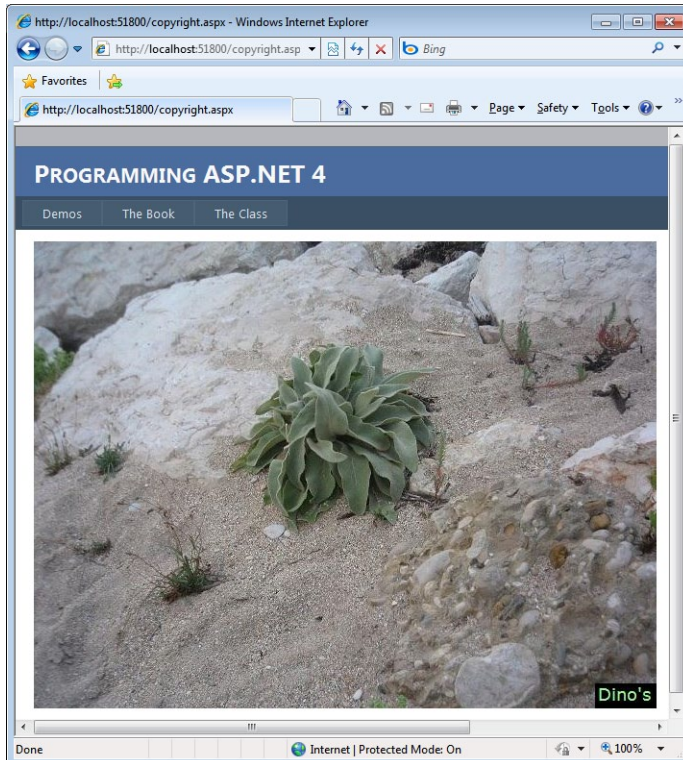 http://localhost:51800/copyright.aspx - Windows Internet Explorer
http://localhost:51800/copyright.asp
Bing
Favorites
http://localhost:51800/copyright.aspx
Page Safety Tools
PROGRAMMING ASP.NET 4
Demos The Book The Class
Dino's
Done Internet | Protected Mode: On 100%